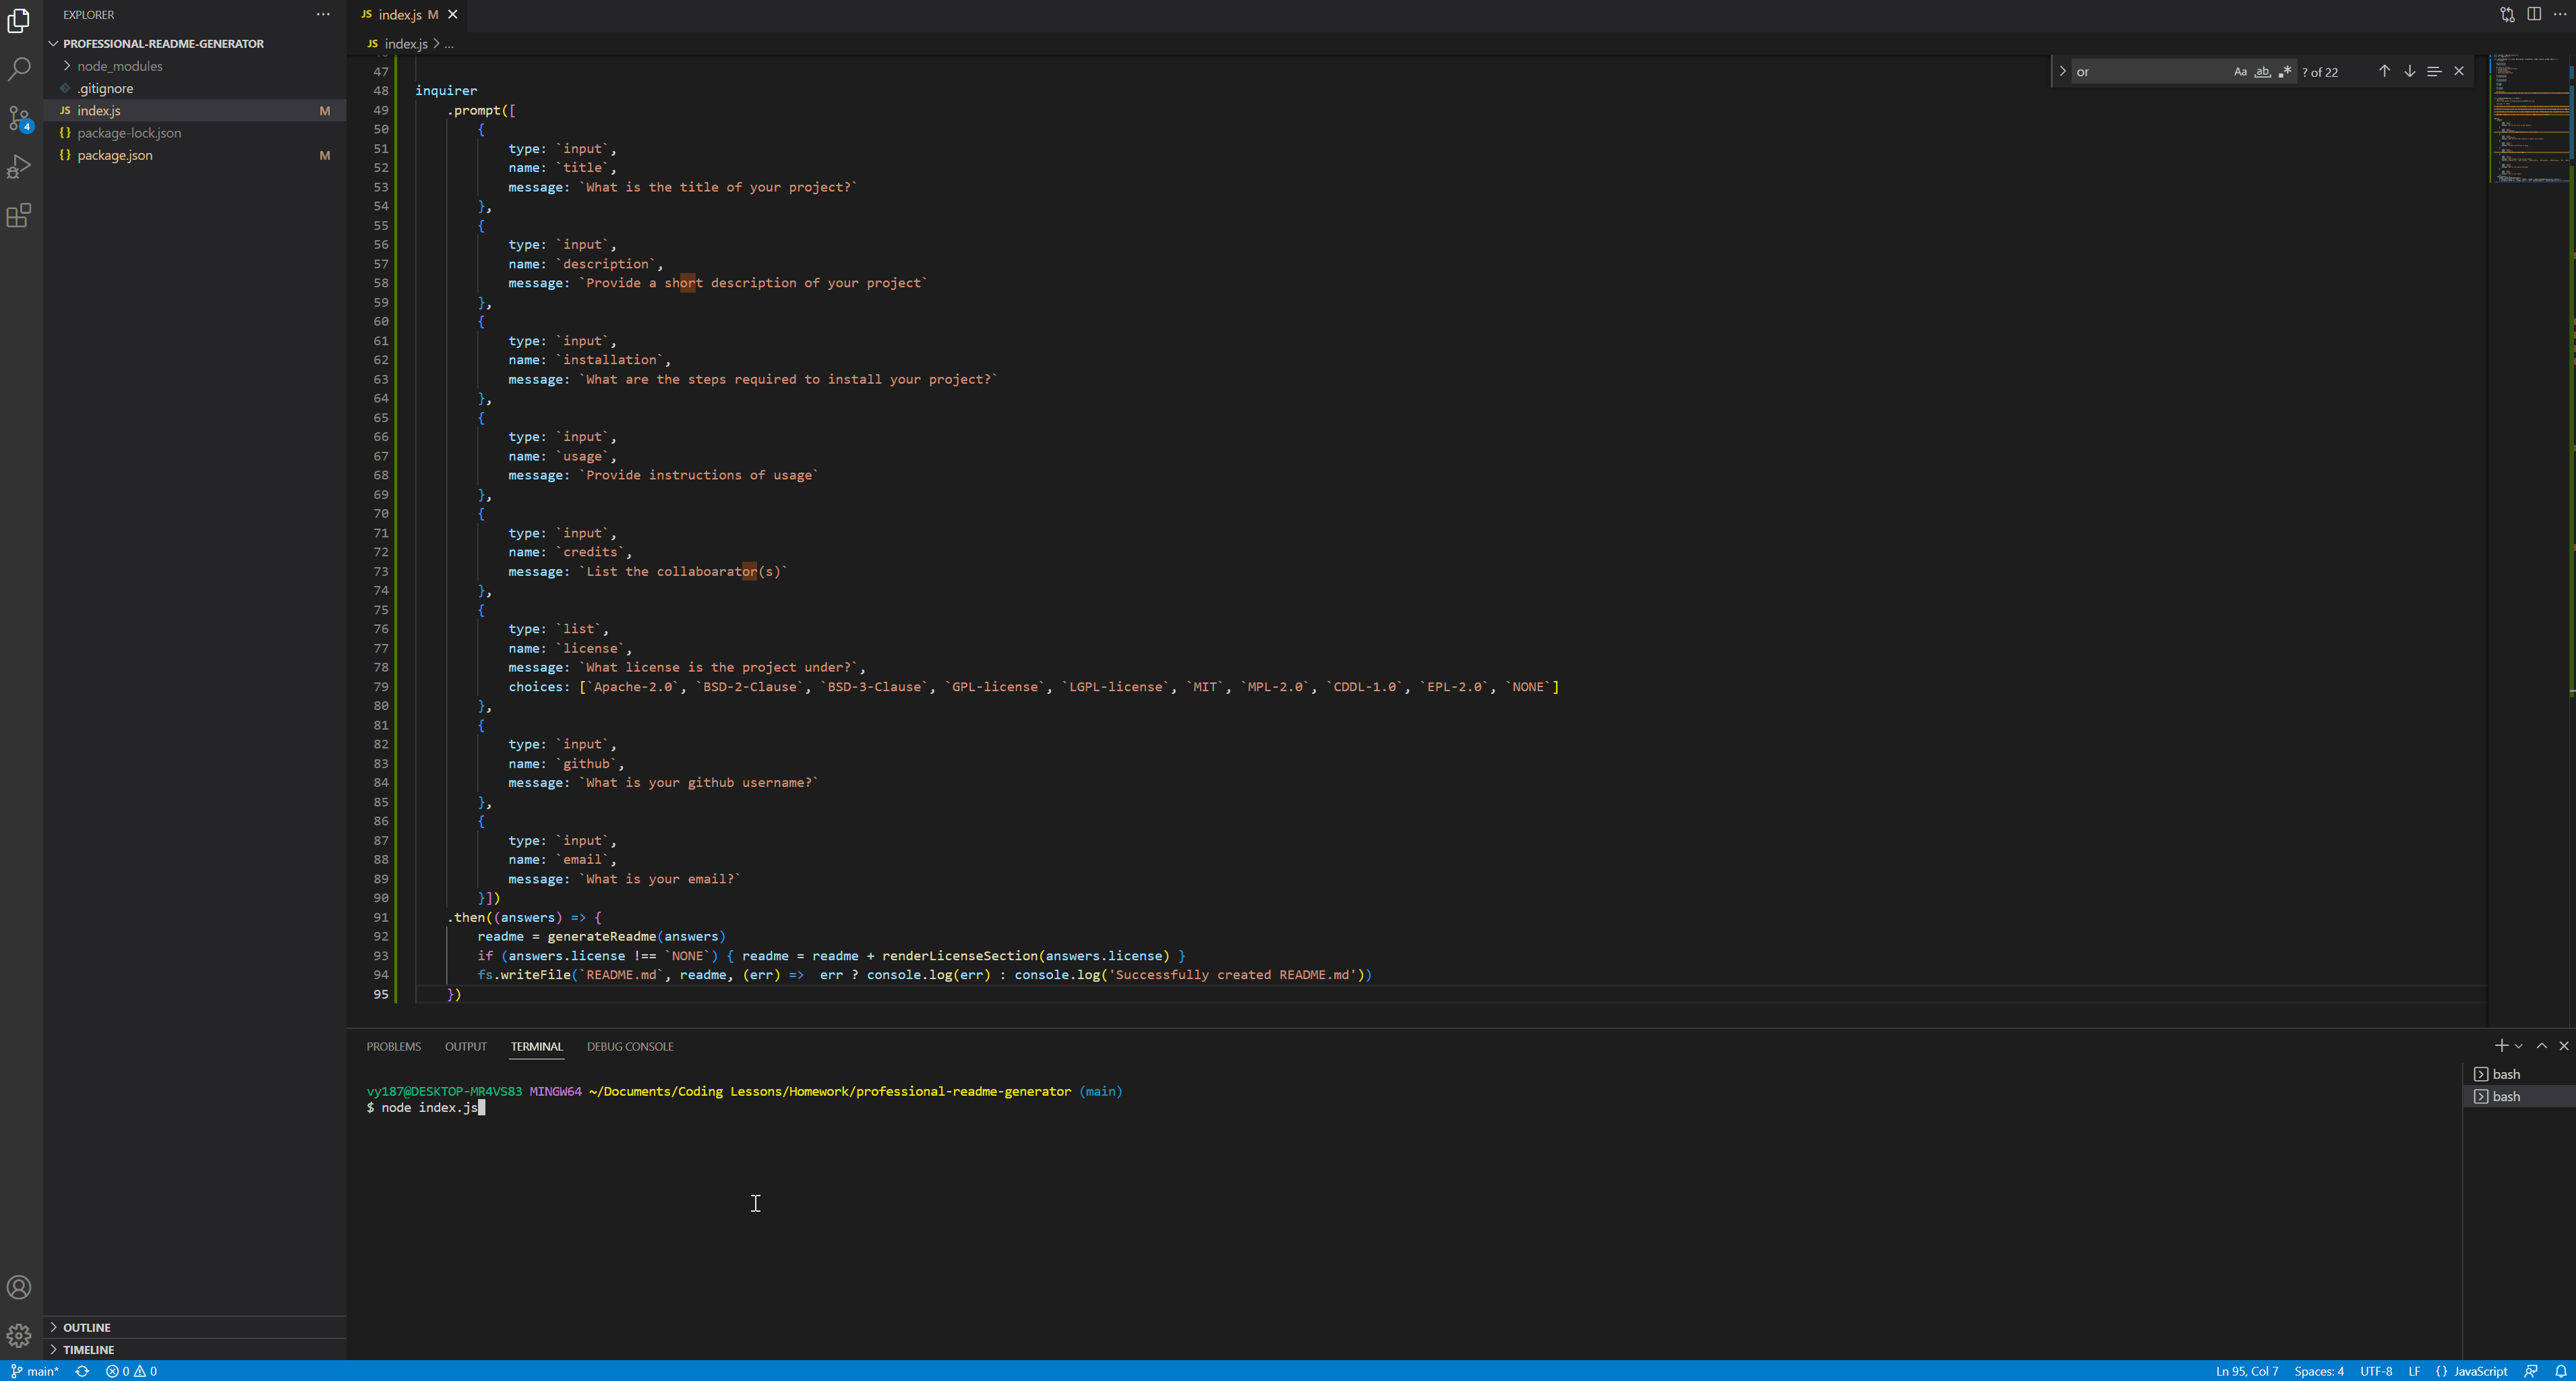 EXPLORER
PROFESSIONAL-README-GENERATOR
node_modules
.gitignore
JS index.js M
package-lock.json
package.json M
OUTLINE
TIMELINE
JS index.js M
JS index.js > ...
or Aa ab ? of 22
47
48 inquirer
49 .prompt([
50 {
51 type: `input`,
52 name: `title`,
53 message: `What is the title of your project?`
54 },
55 {
56 type: `input`,
57 name: `description`,
58 message: `Provide a short description of your project`
59 },
60 {
61 type: `input`,
62 name: `installation`,
63 message: `What are the steps required to install your project?`
64 },
65 {
66 type: `input`,
67 name: `usage`,
68 message: `Provide instructions of usage`
69 },
70 {
71 type: `input`,
72 name: `credits`,
73 message: `List the collaboarator(s)`
74 },
75 {
76 type: `list`,
77 name: `license`,
78 message: `What license is the project under?`,
79 choices: [`Apache-2.0`, `BSD-2-Clause`, `BSD-3-Clause`, `GPL-license`, `LGPL-license`, `MIT`, `MPL-2.0`, `CDDL-1.0`, `EPL-2.0`, `NONE`]
80 },
81 {
82 type: `input`,
83 name: `github`,
84 message: `What is your github username?`
85 },
86 {
87 type: `input`,
88 name: `email`,
89 message: `What is your email?`
90 }])
91 .then((answers) => {
92 readme = generateReadme(answers)
93 if (answers.license !== `NONE`) { readme = readme + renderLicenseSection(answers.license) }
94 fs.writeFile(`README.md`, readme, (err) => err ? console.log(err) : console.log('Successfully created README.md'))
95 })
PROBLEMS OUTPUT TERMINAL DEBUG CONSOLE
vy187@DESKTOP-MR4VS83 MINGW64 ~/Documents/Coding Lessons/Homework/professional-readme-generator (main)
$ node index.js
bash
bash
4
main* 0 0 Ln 95, Col 7 Spaces: 4 UTF-8 LF {} JavaScript